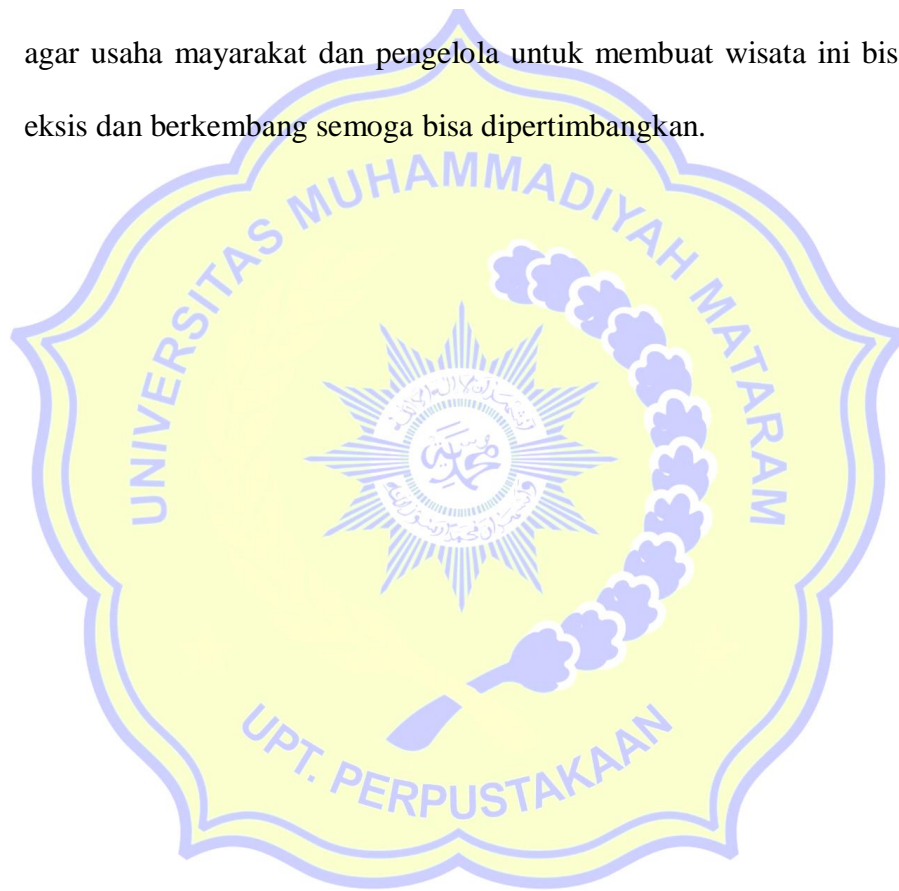 agar usaha mayarakat dan pengelola untuk membuat wisata ini bis
eksis dan berkembang semoga bisa dipertimbangkan.
UNIVERSITAS MUHAMMADIYAH MATARAM
UPT. PERPUSTAKAAN